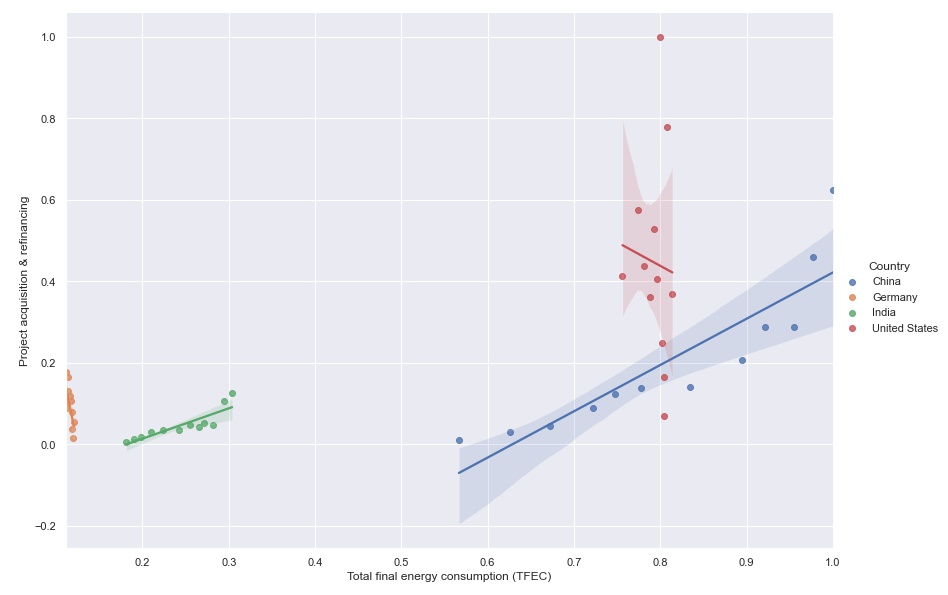 1.0
0.8
0.6
0.4
0.2
0.0
−0.2
Project acquisition & refinancing
0.2 0.3 0.4 0.5 0.6 0.7 0.8 0.9 1.0
Total final energy consumption (TFEC)
Country
China
Germany
India
United States